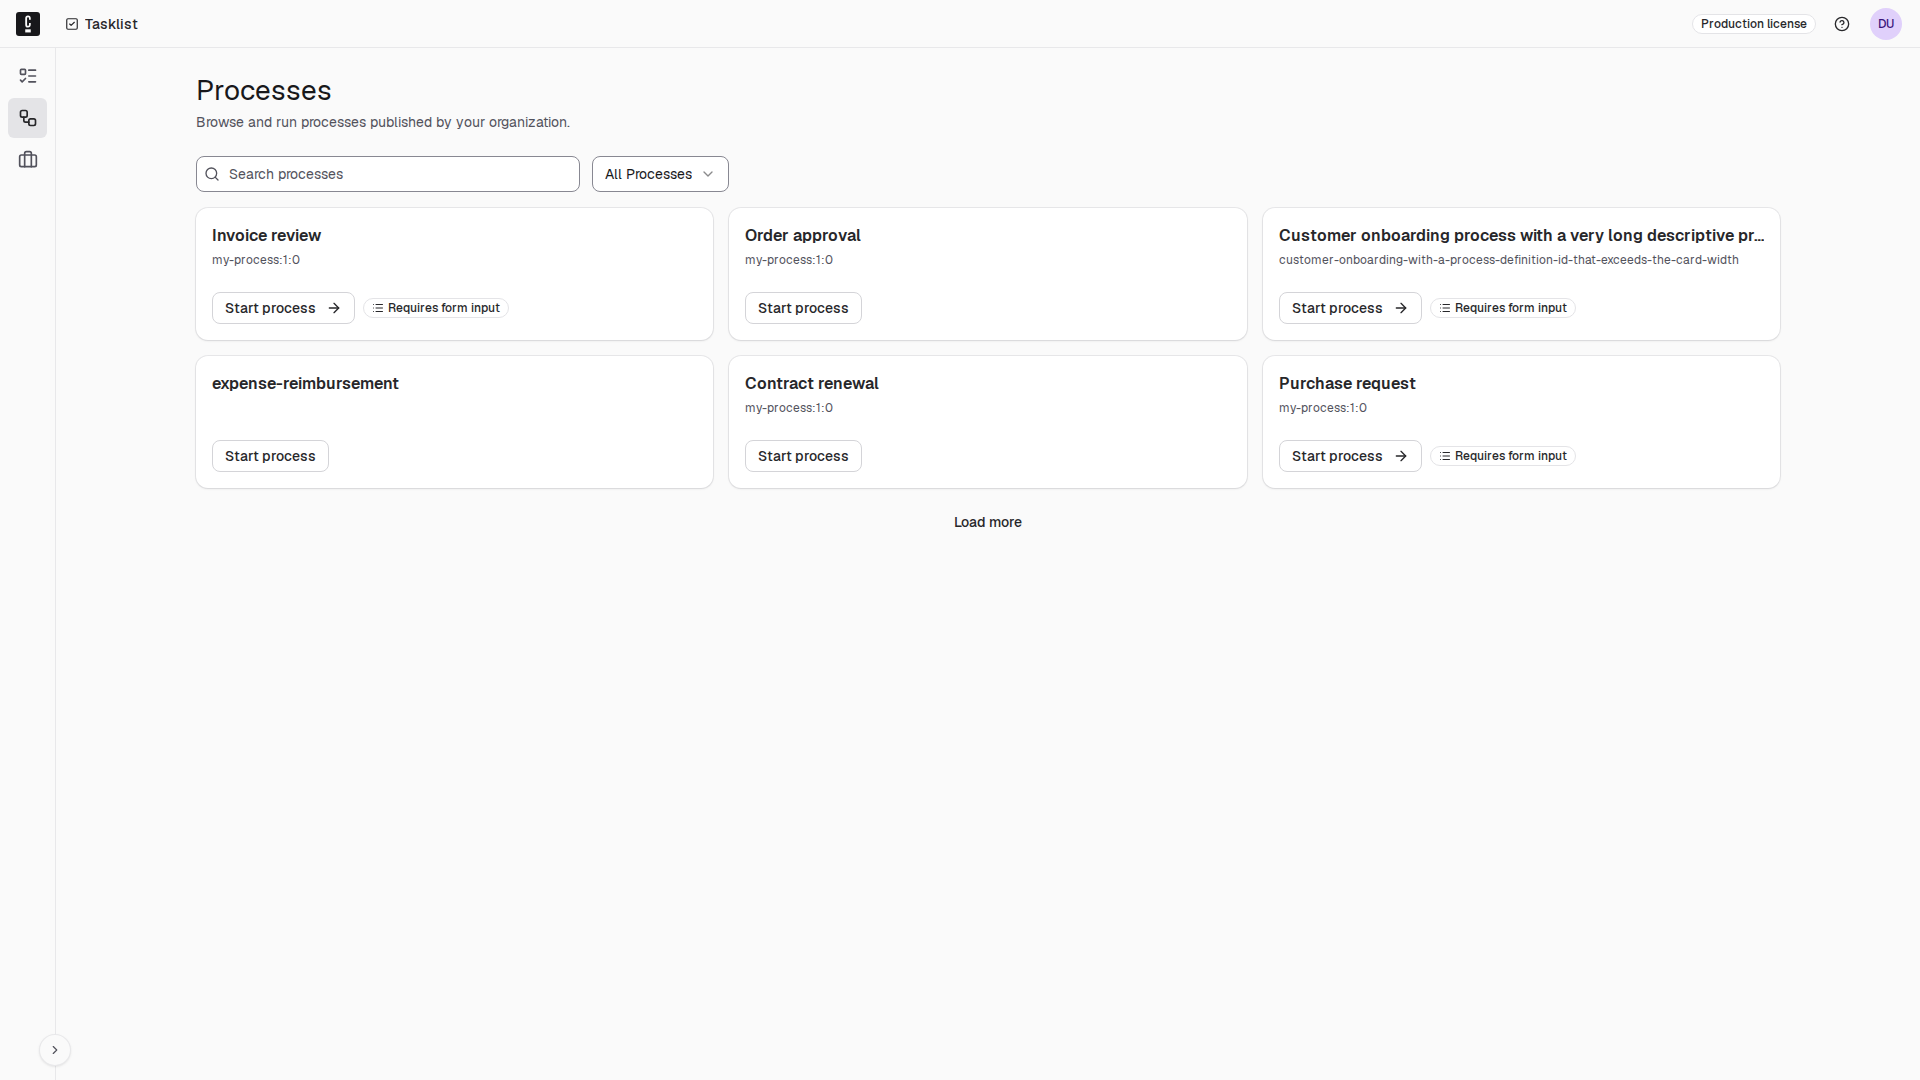 Tasklist
Production license
DU
Processes
Browse and run processes published by your organization.
Search processes
All Processes
Invoice review
my-process:1:0
Start process
Requires form input
Order approval
my-process:1:0
Start process
Customer onboarding process with a very long descriptive pr...
customer-onboarding-with-a-process-definition-id-that-exceeds-the-card-width
Start process
Requires form input
expense-reimbursement
Start process
Contract renewal
my-process:1:0
Start process
Purchase request
my-process:1:0
Start process
Requires form input
Load more